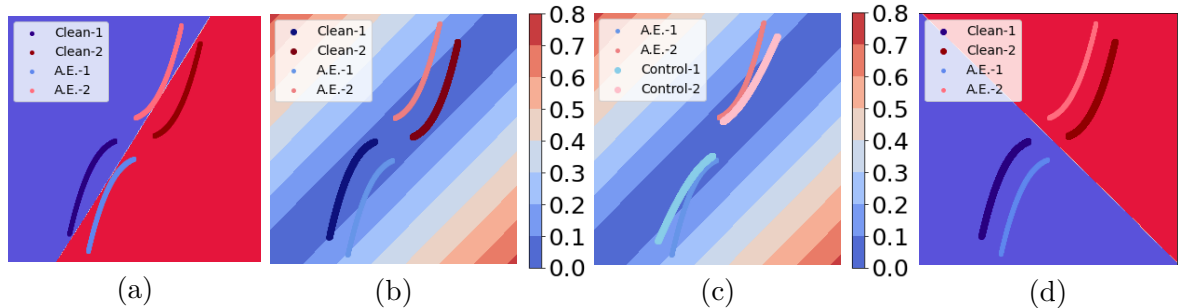 Clean-1
Clean-2
A.E.-1
A.E.-2
(a)
Clean-1
Clean-2
A.E.-1
A.E.-2
0.8
0.7
0.6
0.5
0.4
0.3
0.2
0.1
0.0
(b)
A.E.-1
A.E.-2
Control-1
Control-2
0.8
0.7
0.6
0.5
0.4
0.3
0.2
0.1
0.0
(c)
Clean-1
Clean-2
A.E.-1
A.E.-2
(d)